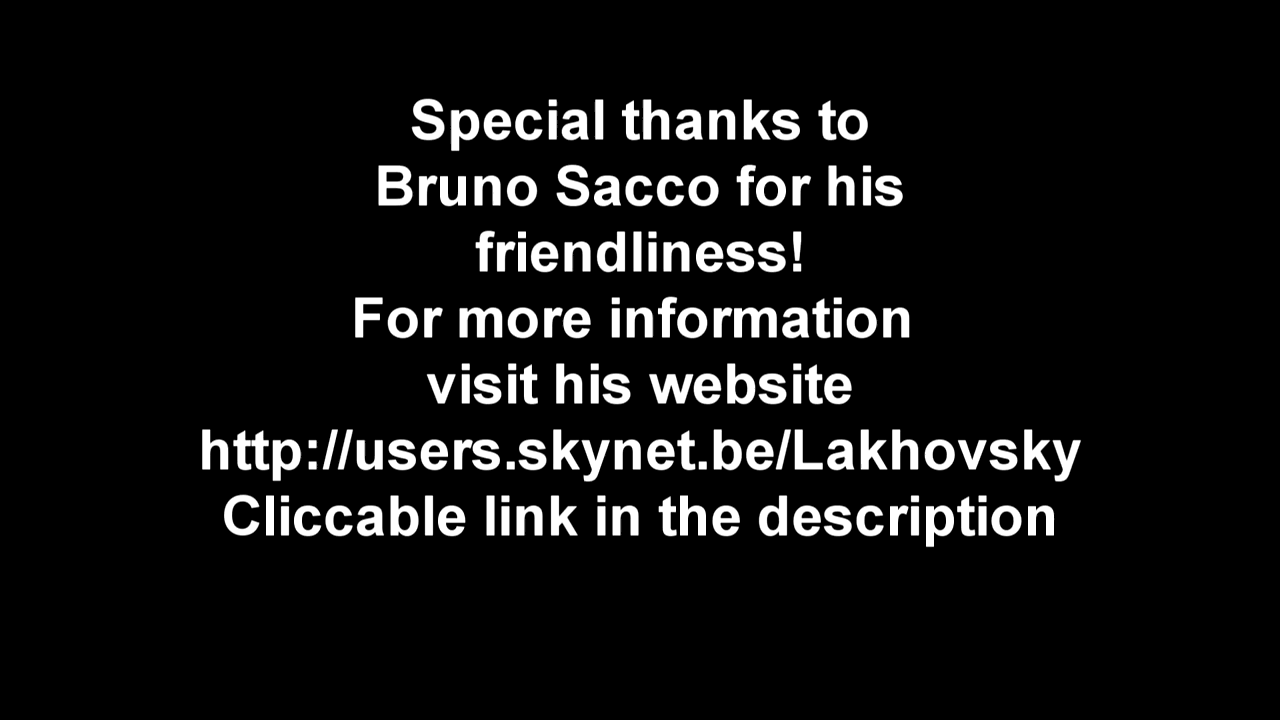 Special thanks to
Bruno Sacco for his
friendliness!
For more information
visit his website
http://users.skynet.be/Lakhovsky
Cliccable link in the description